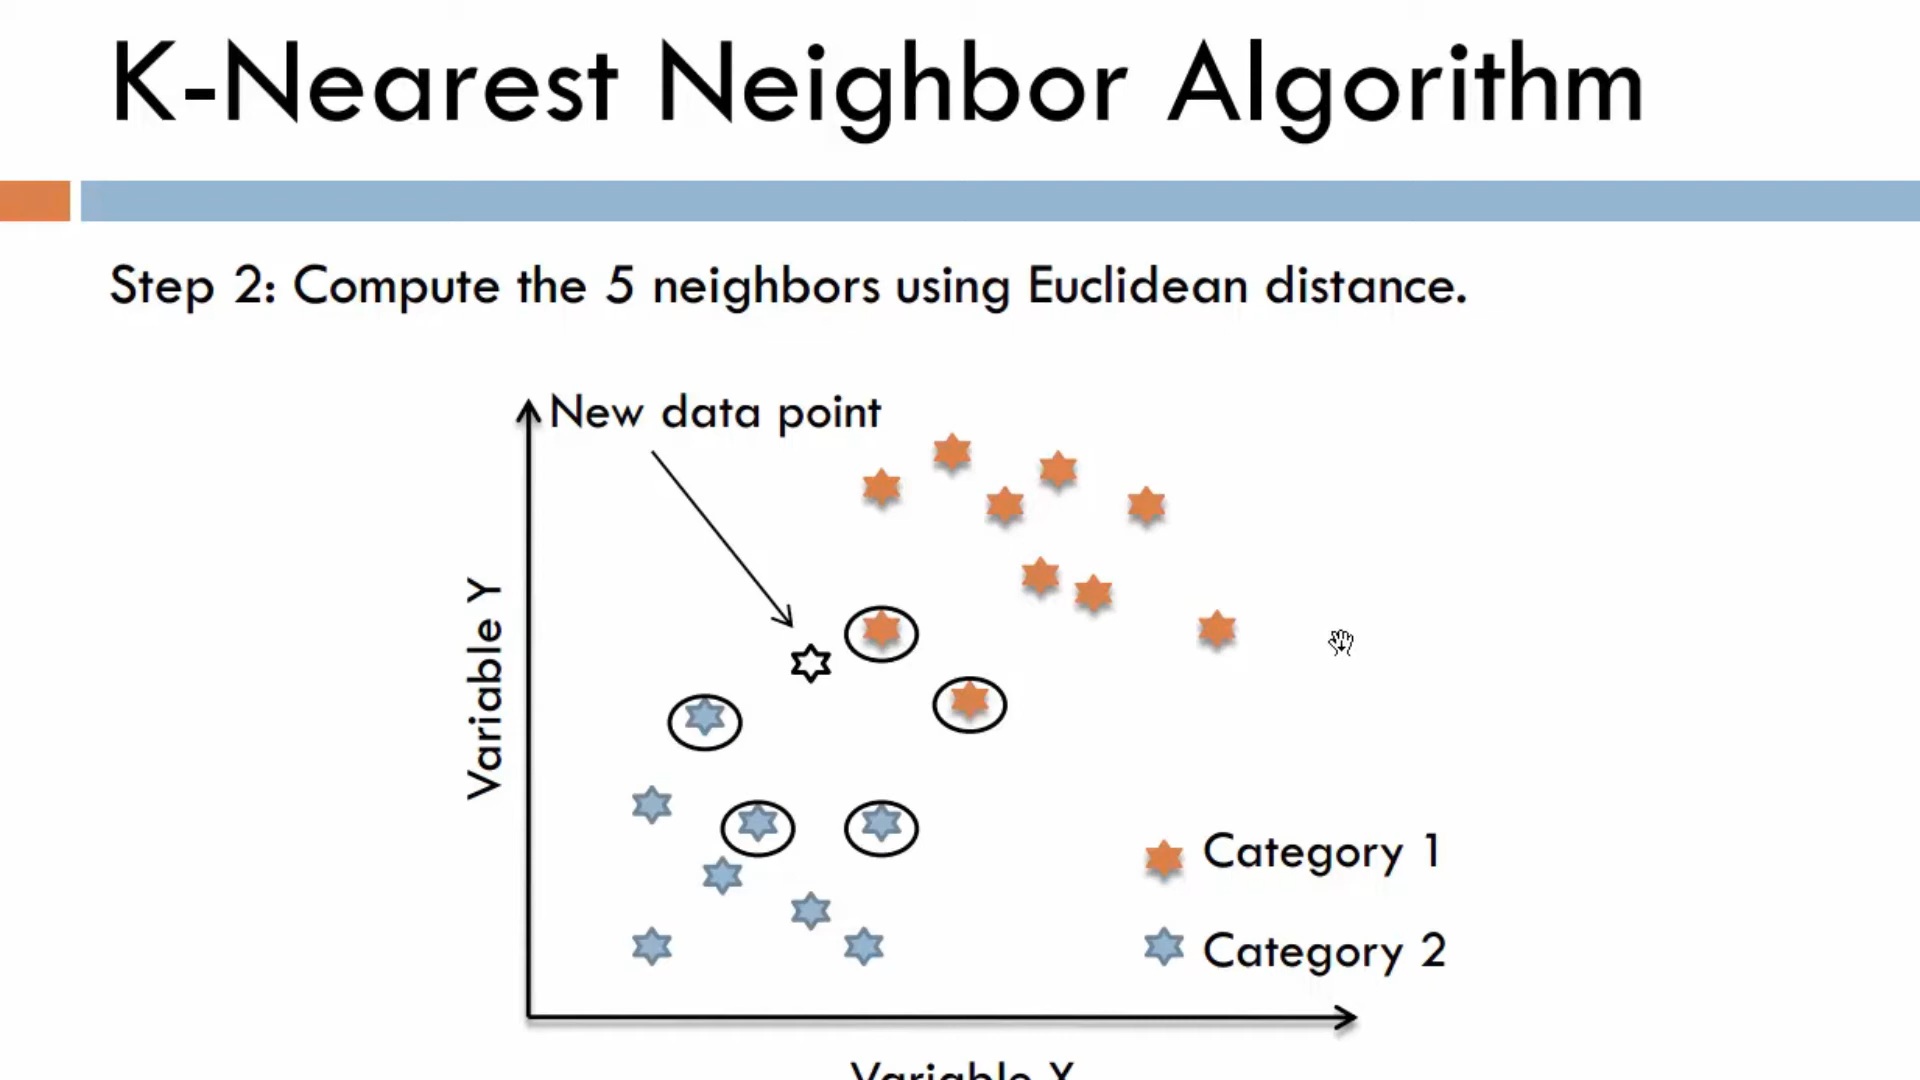 K-Nearest Neighbor Algorithm
Step 2: Compute the 5 neighbors using Euclidean distance.
New data point
Variable Y
Category 1
Category 2
Variable X